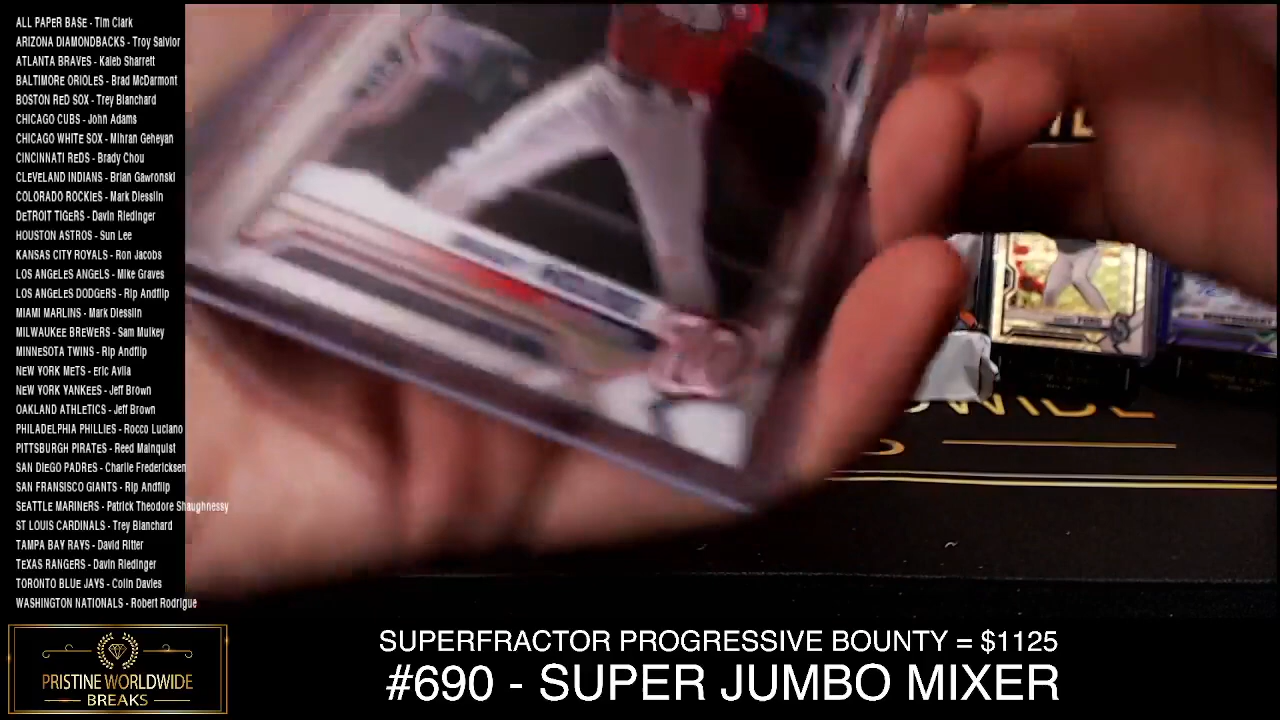 ALL PAPER BASE - Tim Clark
ARIZONA DIAMONDBACKS - Troy Salvior
ATLANTA BRAVES - Kaleb Sharrett
BALTIMORE ORIOLES - Brad McDarmont
BOSTON RED SOX - Trey Blanchard
CHICAGO CUBS - John Adams
CHICAGO WHITE SOX - Mihran Geheyan
CINCINNATI REDS - Brady Chou
CLEVELAND INDIANS - Brian Gawronski
COLORADO ROCKIES - Mark Diesslin
DETROIT TIGERS - Davin Riedinger
HOUSTON ASTROS - Sun Lee
KANSAS CITY ROYALS - Ron Jacobs
LOS ANGELES ANGELS - Mike Graves
LOS ANGELES DODGERS - Rip Andflip
MIAMI MARLINS - Mark Diesslin
MILWAUKEE BREWERS - Sam Mulkey
MINNESOTA TWINS - Rip Andflip
NEW YORK METS - Eric Avila
NEW YORK YANKEES - Jeff Brown
OAKLAND ATHLETICS - Jeff Brown
PHILADELPHIA PHILLIES - Rocco Luciano
PITTSBURGH PIRATES - Reed Mainquist
SAN DIEGO PADRES - Charlie Fredericksen
SAN FRANSISCO GIANTS - Rip Andflip
SEATTLE MARINERS - Patrick Theodore Shaughnessy
ST LOUIS CARDINALS - Trey Blanchard
TAMPA BAY RAYS - David Ritter
TEXAS RANGERS - Davin Riedinger
TORONTO BLUE JAYS - Colin Davies
WASHINGTON NATIONALS - Robert Rodrigue
PRISTINE WORLDWIDE
BREAKS
SUPERFRACTOR PROGRESSIVE BOUNTY = $1125
#690 - SUPER JUMBO MIXER